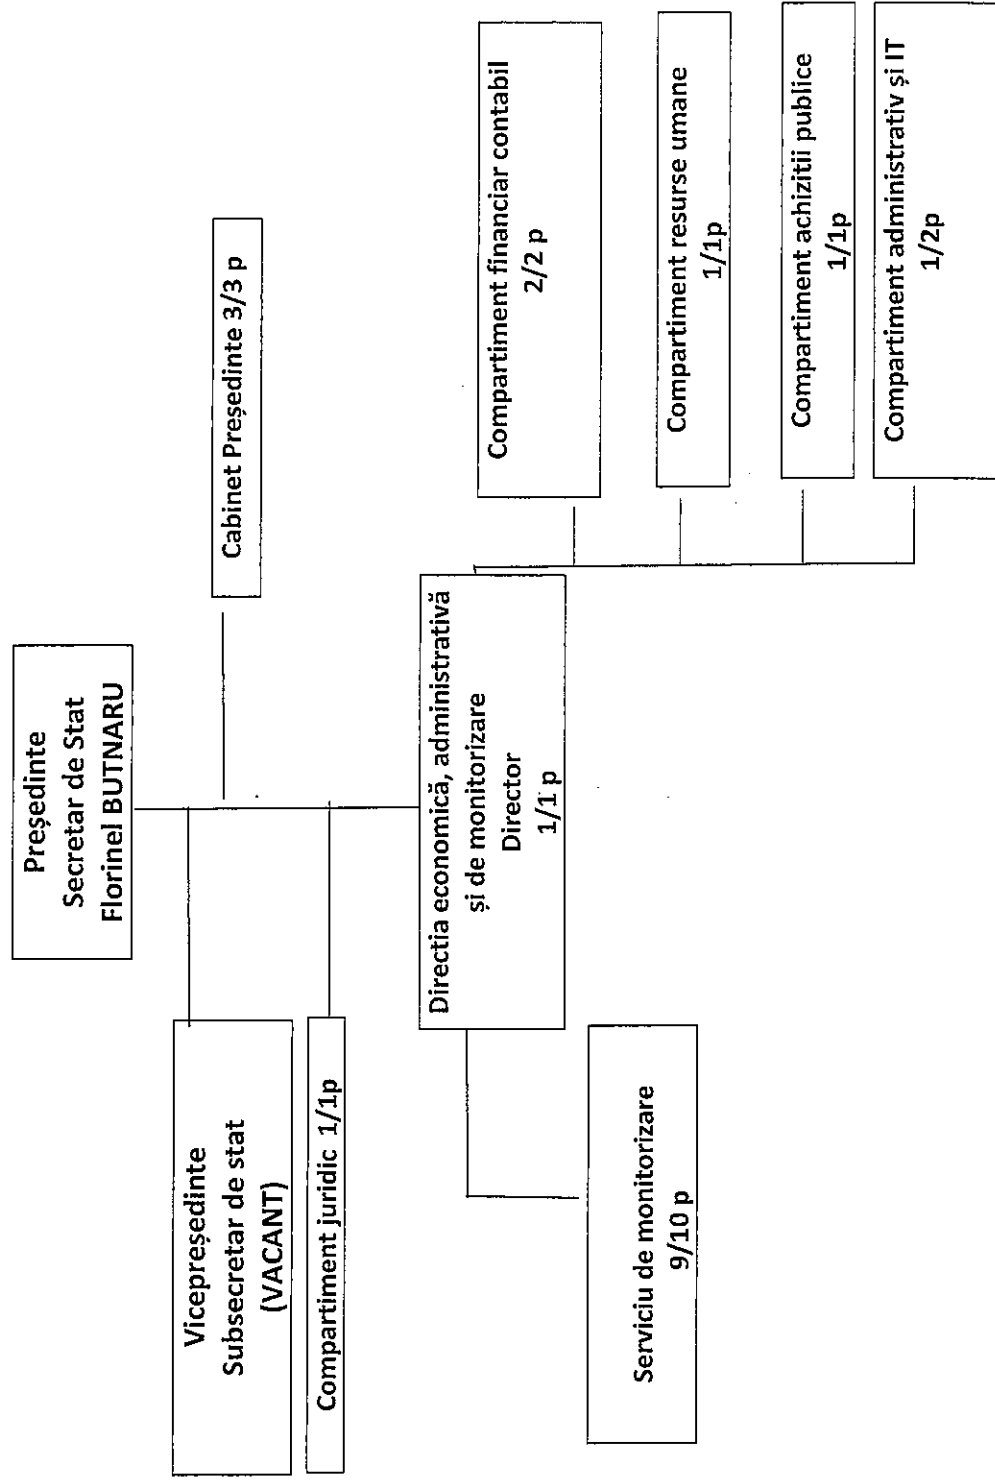 Președinte
Secretar de Stat
Florinel BUTNARU
Cabinet Președinte 3/3 p
Vicepreședinte
Subsecretar de stat
(VACANT)
Compartiment juridic 1/1p
Directia economică, administrativă
și de monitorizare
Director
1/1 p
Serviciu de monitorizare
9/10 p
Compartiment financiar contabil
2/2 p
Compartiment resurse umane
1/1p
Compartiment achizitii publice
1/1p
Compartiment administrativ și IT
1/2p